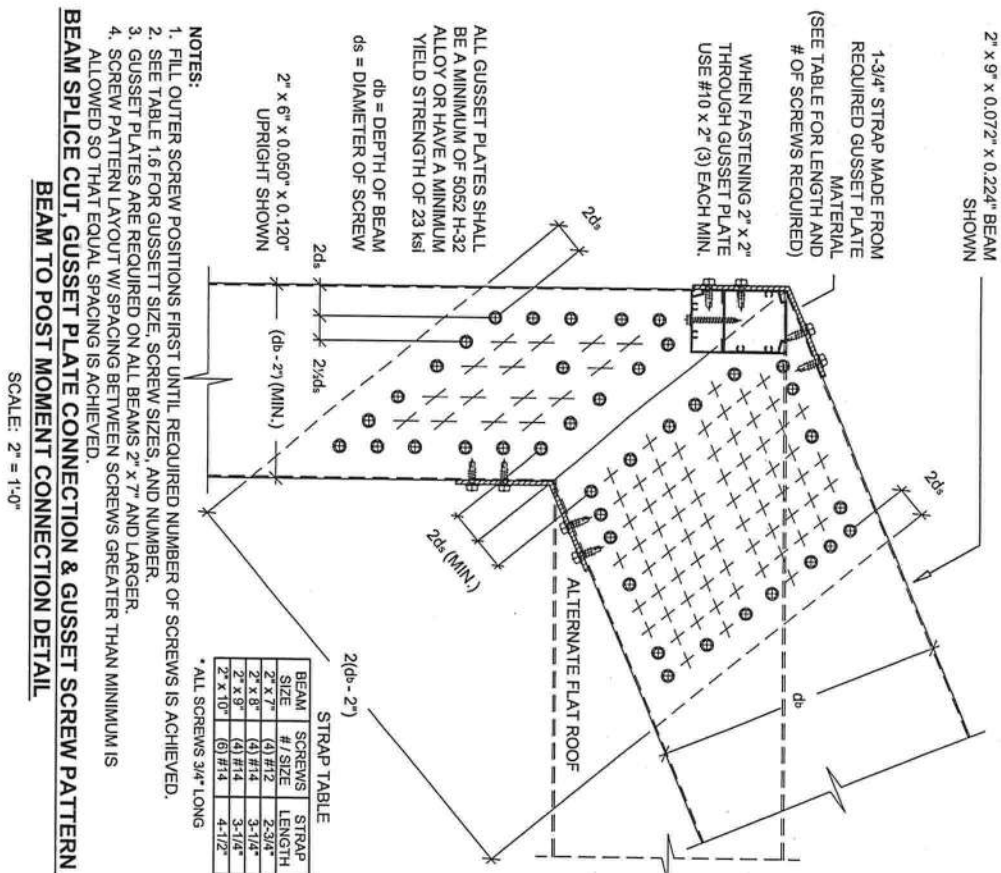 2" x 9" x 0.072" x 0.224" BEAM
SHOWN
1-3/4" STRAP MADE FROM
REQUIRED GUSSET PLATE
MATERIAL
(SEE TABLE FOR LENGTH AND
# OF SCREWS REQUIRED)
WHEN FASTENING 2" x 2"
THROUGH GUSSET PLATE
USE #10 x 2" (3) EACH MIN.
ALL GUSSET PLATES SHALL
BE A MINIMUM OF 5052 H-32
ALLOY OR HAVE A MINIMUM
YIELD STRENGTH OF 23 ksi
db = DEPTH OF BEAM
ds = DIAMETER OF SCREW
2" x 6" x 0.050" x 0.120"
UPRIGHT SHOWN
2ds
2ds
2½ds
(db - 2") (MIN.)
2ds
2ds (MIN.)
db
ALTERNATE FLAT ROOF
2(db - 2")
STRAP TABLE
BEAM SIZE SCREWS # / SIZE STRAP LENGTH
2" x 7" (4) #12 2-3/4"
2" x 8" (4) #14 3-1/4"
2" x 9" (4) #14 3-1/4"
2" x 10" (6) #14 4-1/2"
* ALL SCREWS 3/4" LONG
NOTES:
1. FILL OUTER SCREW POSITIONS FIRST UNTIL REQUIRED NUMBER OF SCREWS IS ACHIEVED.
2. SEE TABLE 1.6 FOR GUSSETT SIZE, SCREW SIZES, AND NUMBER.
3. GUSSET PLATES ARE REQUIRED ON ALL BEAMS 2" x 7" AND LARGER.
4. SCREW PATTERN LAYOUT W/ SPACING BETWEEN SCREWS GREATER THAN MINIMUM IS
ALLOWED SO THAT EQUAL SPACING IS ACHIEVED.
BEAM SPLICE CUT, GUSSET PLATE CONNECTION & GUSSET SCREW PATTERN
BEAM TO POST MOMENT CONNECTION DETAIL
SCALE: 2" = 1'-0"